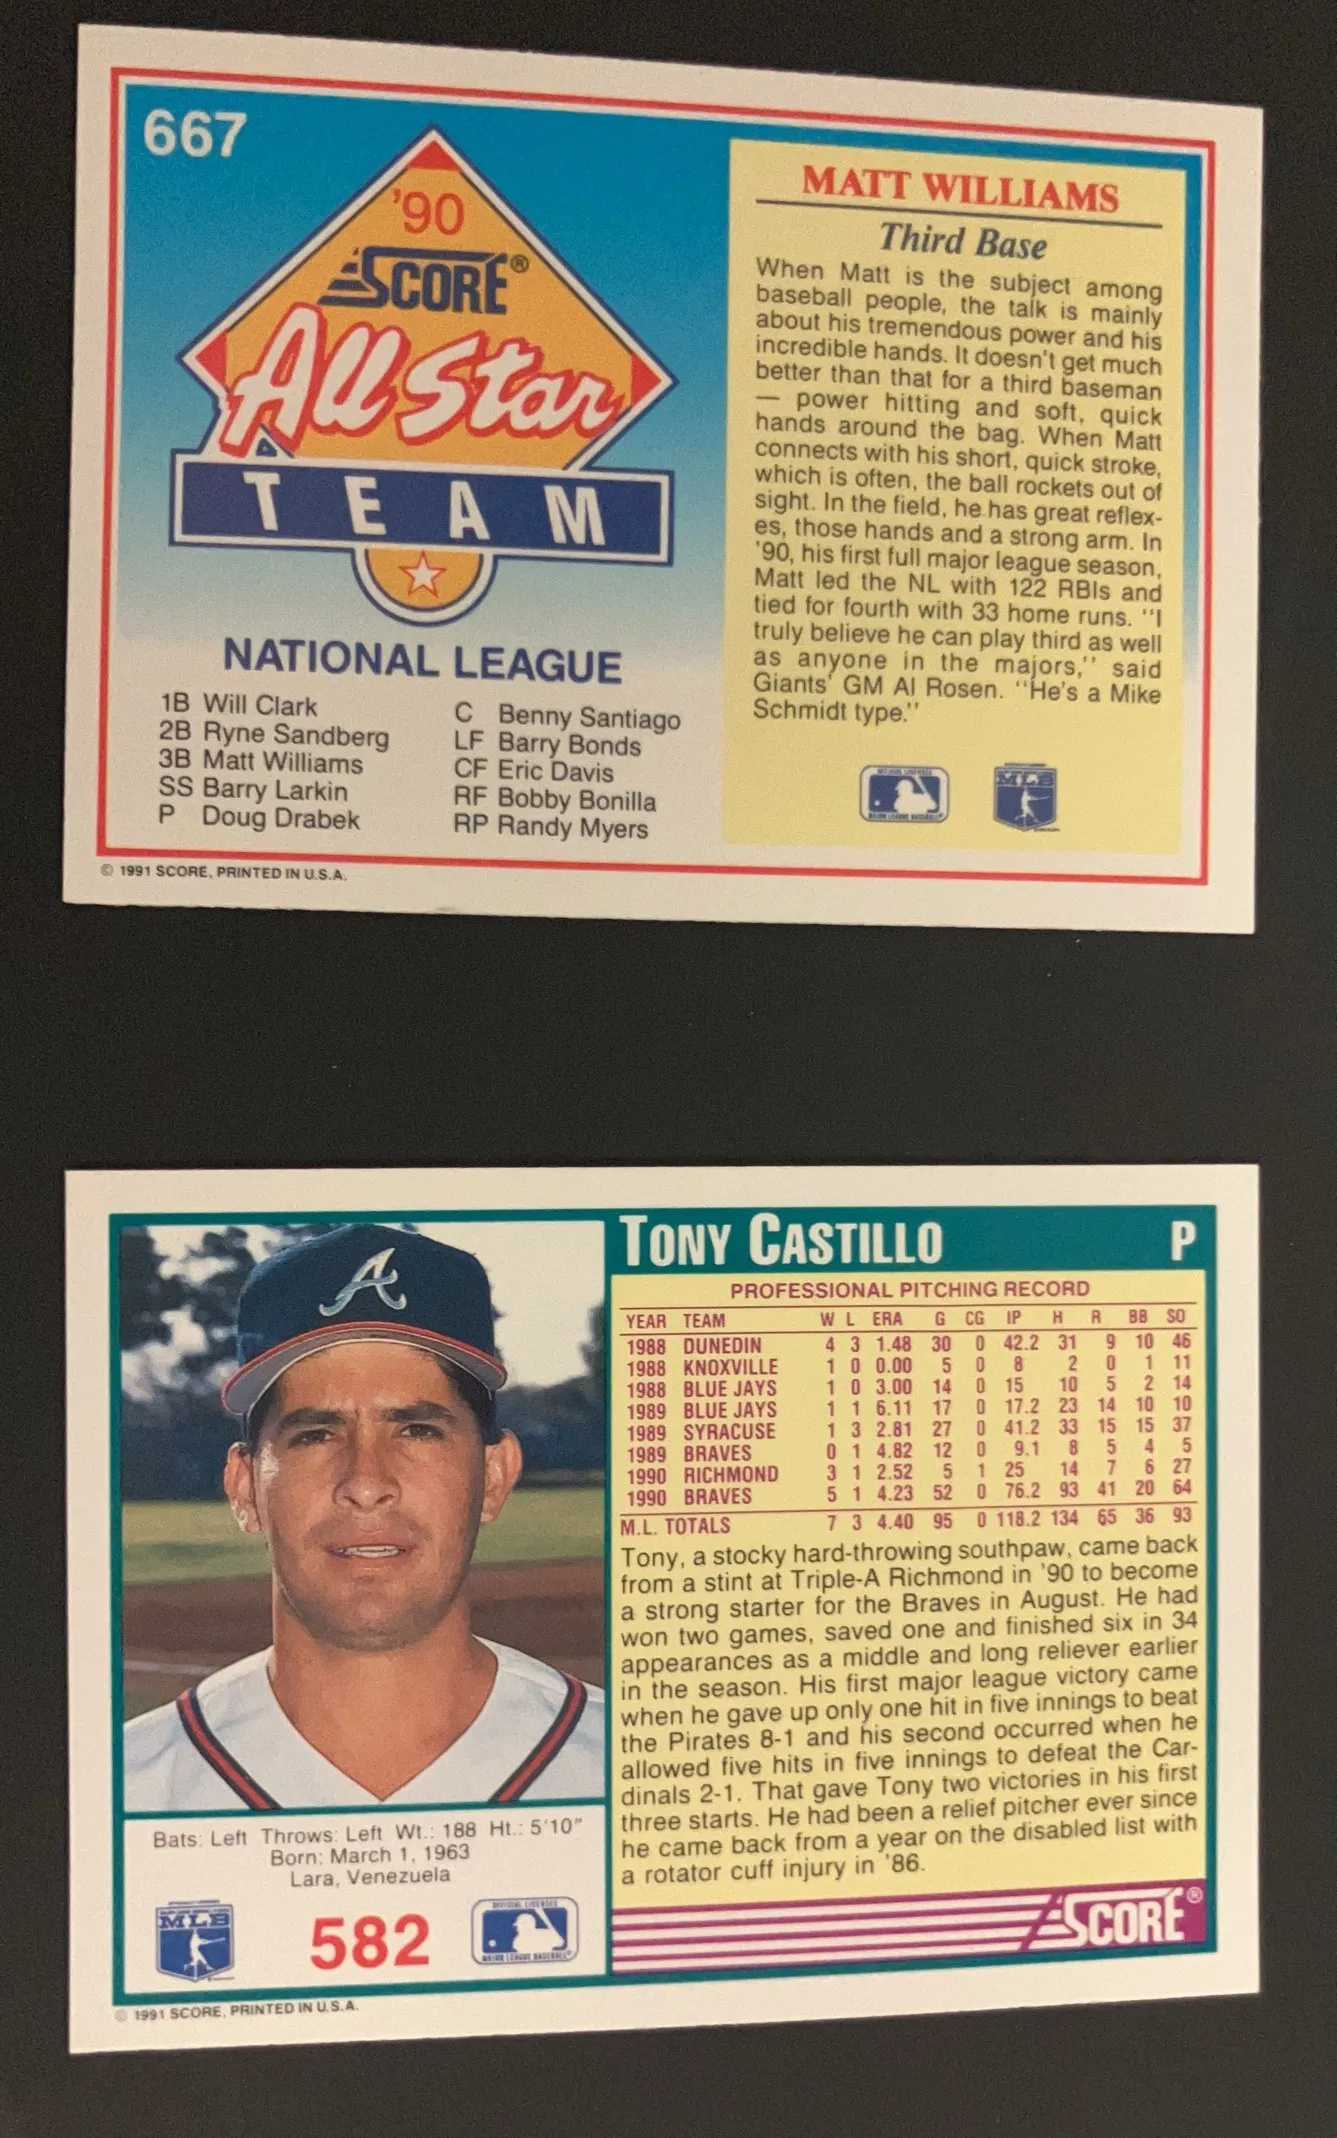 667
'90
SCORE®
All Star
TEAM
NATIONAL LEAGUE
1B Will Clark
2B Ryne Sandberg
3B Matt Williams
SS Barry Larkin
P Doug Drabek
C Benny Santiago
LF Barry Bonds
CF Eric Davis
RF Bobby Bonilla
RP Randy Myers
© 1991 SCORE, PRINTED IN U.S.A.
MATT WILLIAMS
Third Base
When Matt is the subject among
baseball people, the talk is mainly
about his tremendous power and his
incredible hands. It doesn't get much
better than that for a third baseman
— power hitting and soft, quick
hands around the bag. When Matt
connects with his short, quick stroke,
which is often, the ball rockets out of
sight. In the field, he has great reflex-
es, those hands and a strong arm. In
'90, his first full major league season,
Matt led the NL with 122 RBIs and
tied for fourth with 33 home runs. "I
truly believe he can play third as well
as anyone in the majors," said
Giants' GM Al Rosen. "He's a Mike
Schmidt type."
MLB
TONY CASTILLO P
PROFESSIONAL PITCHING RECORD
YEAR TEAM W L ERA G CG IP H R BB SO
1988 DUNEDIN 4 3 1.48 30 0 42.2 31 9 10 46
1988 KNOXVILLE 1 0 0.00 5 0 8 2 0 1 11
1988 BLUE JAYS 1 0 3.00 14 0 15 10 5 2 14
1989 BLUE JAYS 1 1 6.11 17 0 17.2 23 14 10 10
1989 SYRACUSE 1 3 2.81 27 0 41.2 33 15 15 37
1989 BRAVES 0 1 4.82 12 0 9.1 8 5 4 5
1990 RICHMOND 3 1 2.52 5 1 25 14 7 6 27
1990 BRAVES 5 1 4.23 52 0 76.2 93 41 20 64
M.L. TOTALS 7 3 4.40 95 0 118.2 134 65 36 93
Tony, a stocky hard-throwing southpaw, came back
from a stint at Triple-A Richmond in '90 to become
a strong starter for the Braves in August. He had
won two games, saved one and finished six in 34
appearances as a middle and long reliever earlier
in the season. His first major league victory came
when he gave up only one hit in five innings to beat
the Pirates 8-1 and his second occurred when he
allowed five hits in five innings to defeat the Car-
dinals 2-1. That gave Tony two victories in his first
three starts. He had been a relief pitcher ever since
he came back from a year on the disabled list with
a rotator cuff injury in '86.
SCORE®
A
Bats: Left Throws: Left Wt.: 188 Ht.: 5'10"
Born: March 1, 1963
Lara, Venezuela
MLB
582
© 1991 SCORE, PRINTED IN U.S.A.